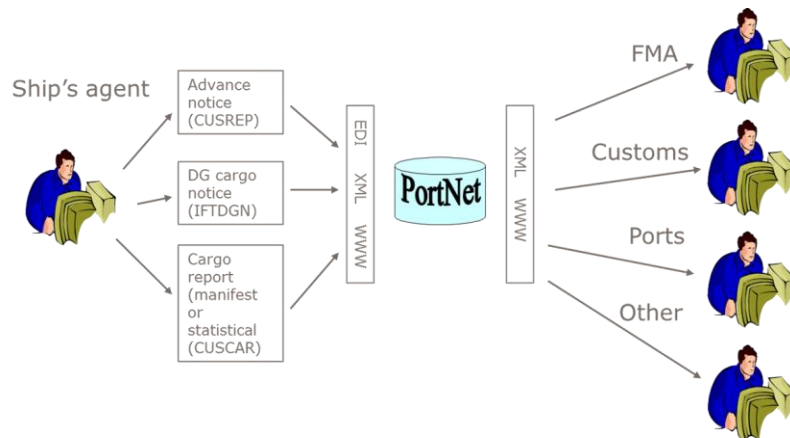 Ship's agent
Advance
notice
(CUSREP)
DG cargo
notice
(IFTDGN)
Cargo
report
(manifest
or
statistical
(CUSCAR)
EDI XML WWW
PortNet
XML WWW
FMA
Customs
Ports
Other